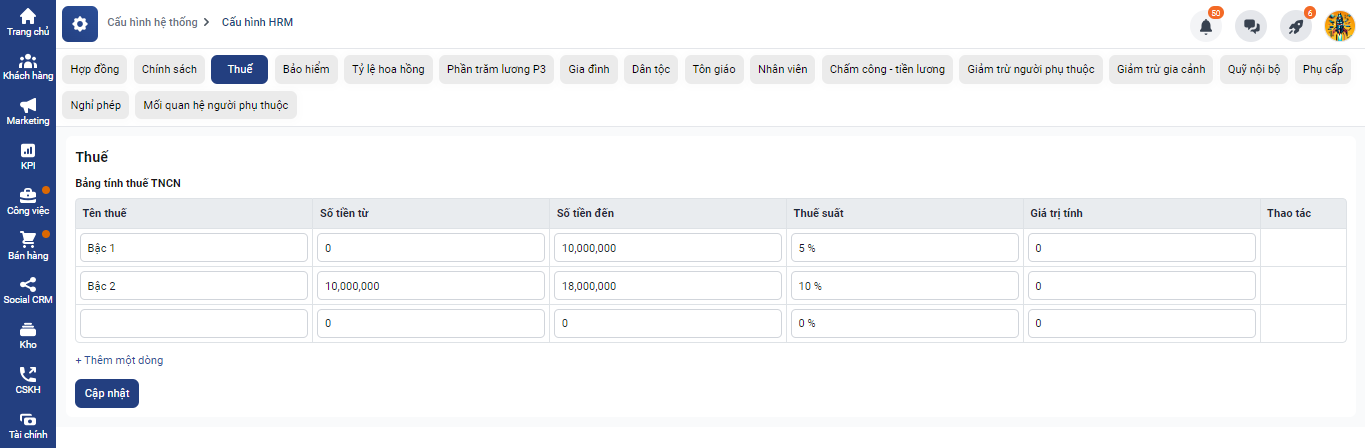 Trang chủ
Khách hàng
Marketing
KPI
Công việc
Bán hàng
Social CRM
Kho
CSKH
Tài chính
Cấu hình hệ thống > Cấu hình HRM
50
6
Hợp đồng Chính sách Thuế Bảo hiểm Tỷ lệ hoa hồng Phần trăm lương P3 Gia đình Dân tộc Tôn giáo Nhân viên Chấm công - tiền lương Giảm trừ người phụ thuộc Giảm trừ gia cảnh Quỹ nội bộ Phụ cấp
Nghỉ phép Mối quan hệ người phụ thuộc
Thuế
Bảng tính thuế TNCN
Tên thuế Số tiền từ Số tiền đến Thuế suất Giá trị tính Thao tác
Bậc 1 0 10,000,000 5 % 0
Bậc 2 10,000,000 18,000,000 10 % 0
0 0 0 % 0
+ Thêm một dòng
Cập nhật